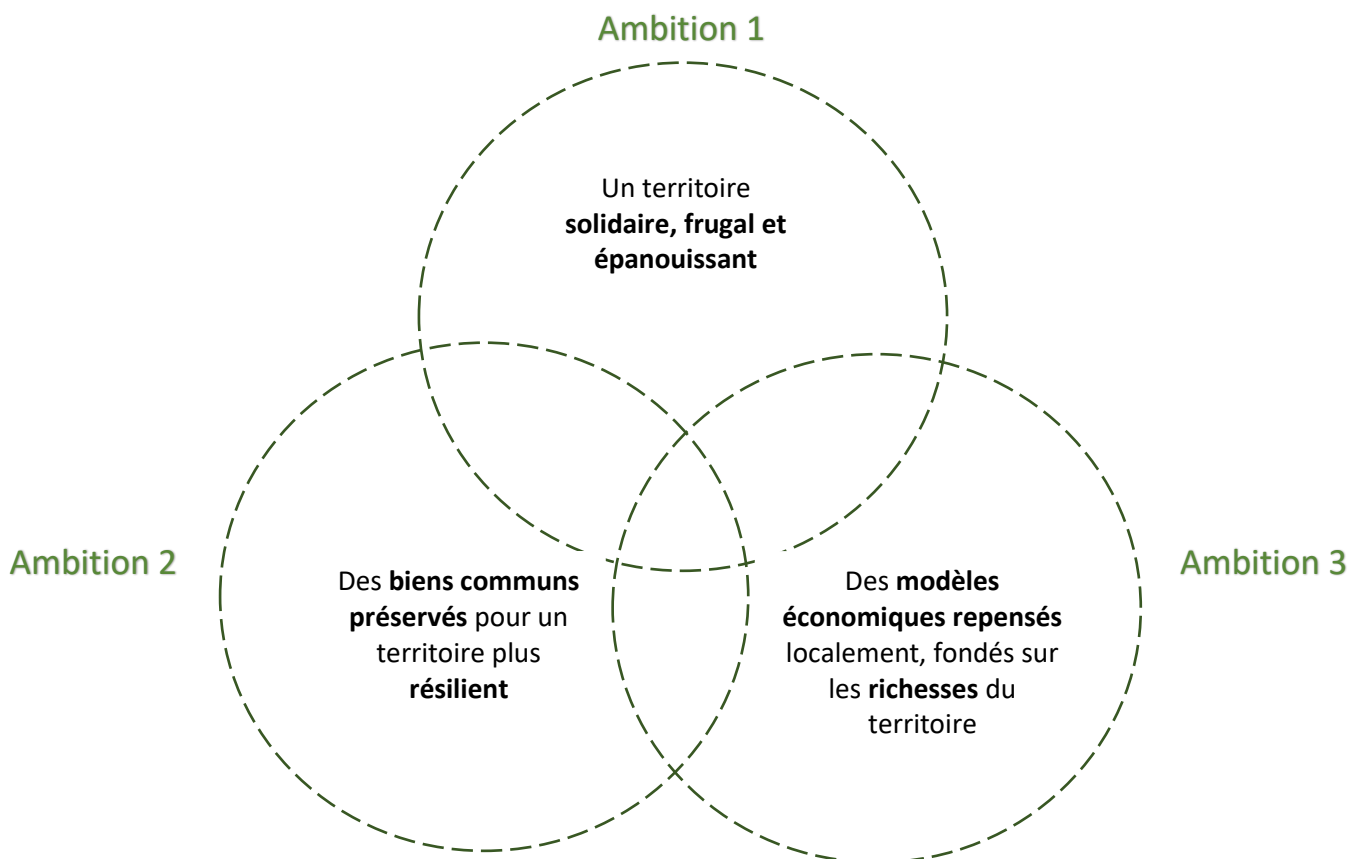 Ambition 1
Un territoire
solidaire, frugal et
épanouissant
Ambition 2
Des biens communs
préservés pour un
territoire plus
résilient
Ambition 3
Des modèles
économiques repensés
localement, fondés sur
les richesses du
territoire